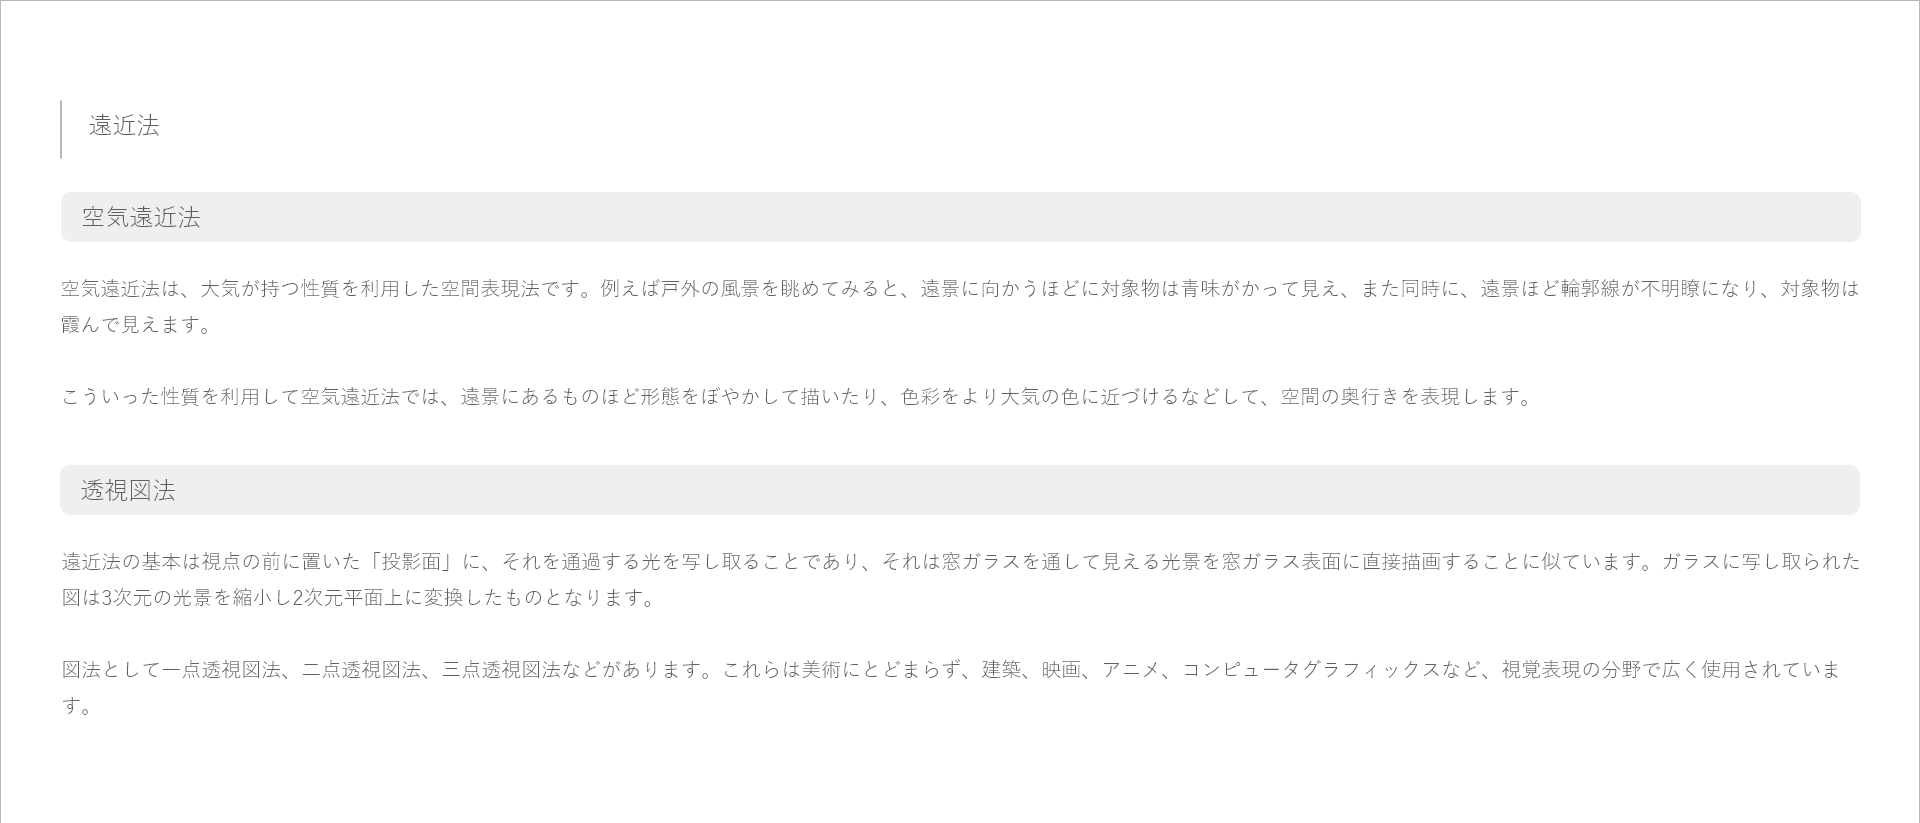 遠近法
空気遠近法
空気遠近法は、大気が持つ性質を利用した空間表現法です。例えば戸外の風景を眺めてみると、遠景に向かうほどに対象物は青味がかって見え、また同時に、遠景ほど輪郭線が不明瞭になり、対象物は
霞んで見えます。
こういった性質を利用して空気遠近法では、遠景にあるものほど形態をぼやかして描いたり、色彩をより大気の色に近づけるなどして、空間の奥行きを表現します。
透視図法
遠近法の基本は視点の前に置いた「投影面」に、それを通過する光を写し取ることであり、それは窓ガラスを通して見える光景を窓ガラス表面に直接描画することに似ています。ガラスに写し取られた
図は3次元の光景を縮小し2次元平面上に変換したものとなります。
図法として一点透視図法、二点透視図法、三点透視図法などがあります。これらは美術にとどまらず、建築、映画、アニメ、コンピュータグラフィックスなど、視覚表現の分野で広く使用されていま
す。